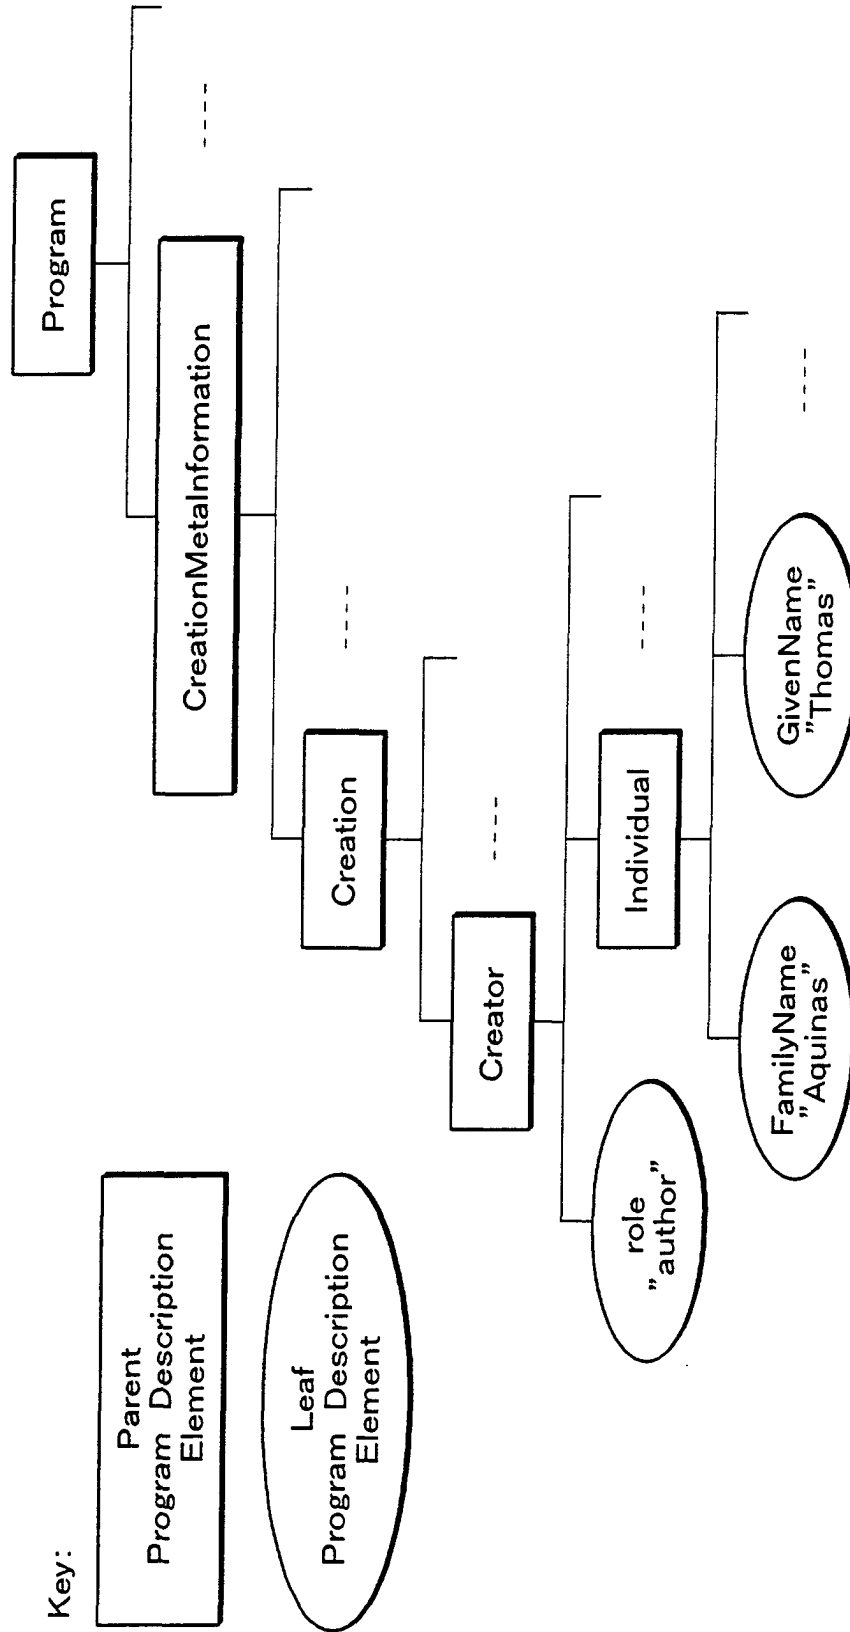 Key:
Parent
Program Description
Element
Leaf
Program Description
Element
Program
CreationMetaInformation
----
Creation
----
Creator
----
role
"author"
Individual
----
FamilyName
"Aquinas"
GivenName
"Thomas"
----